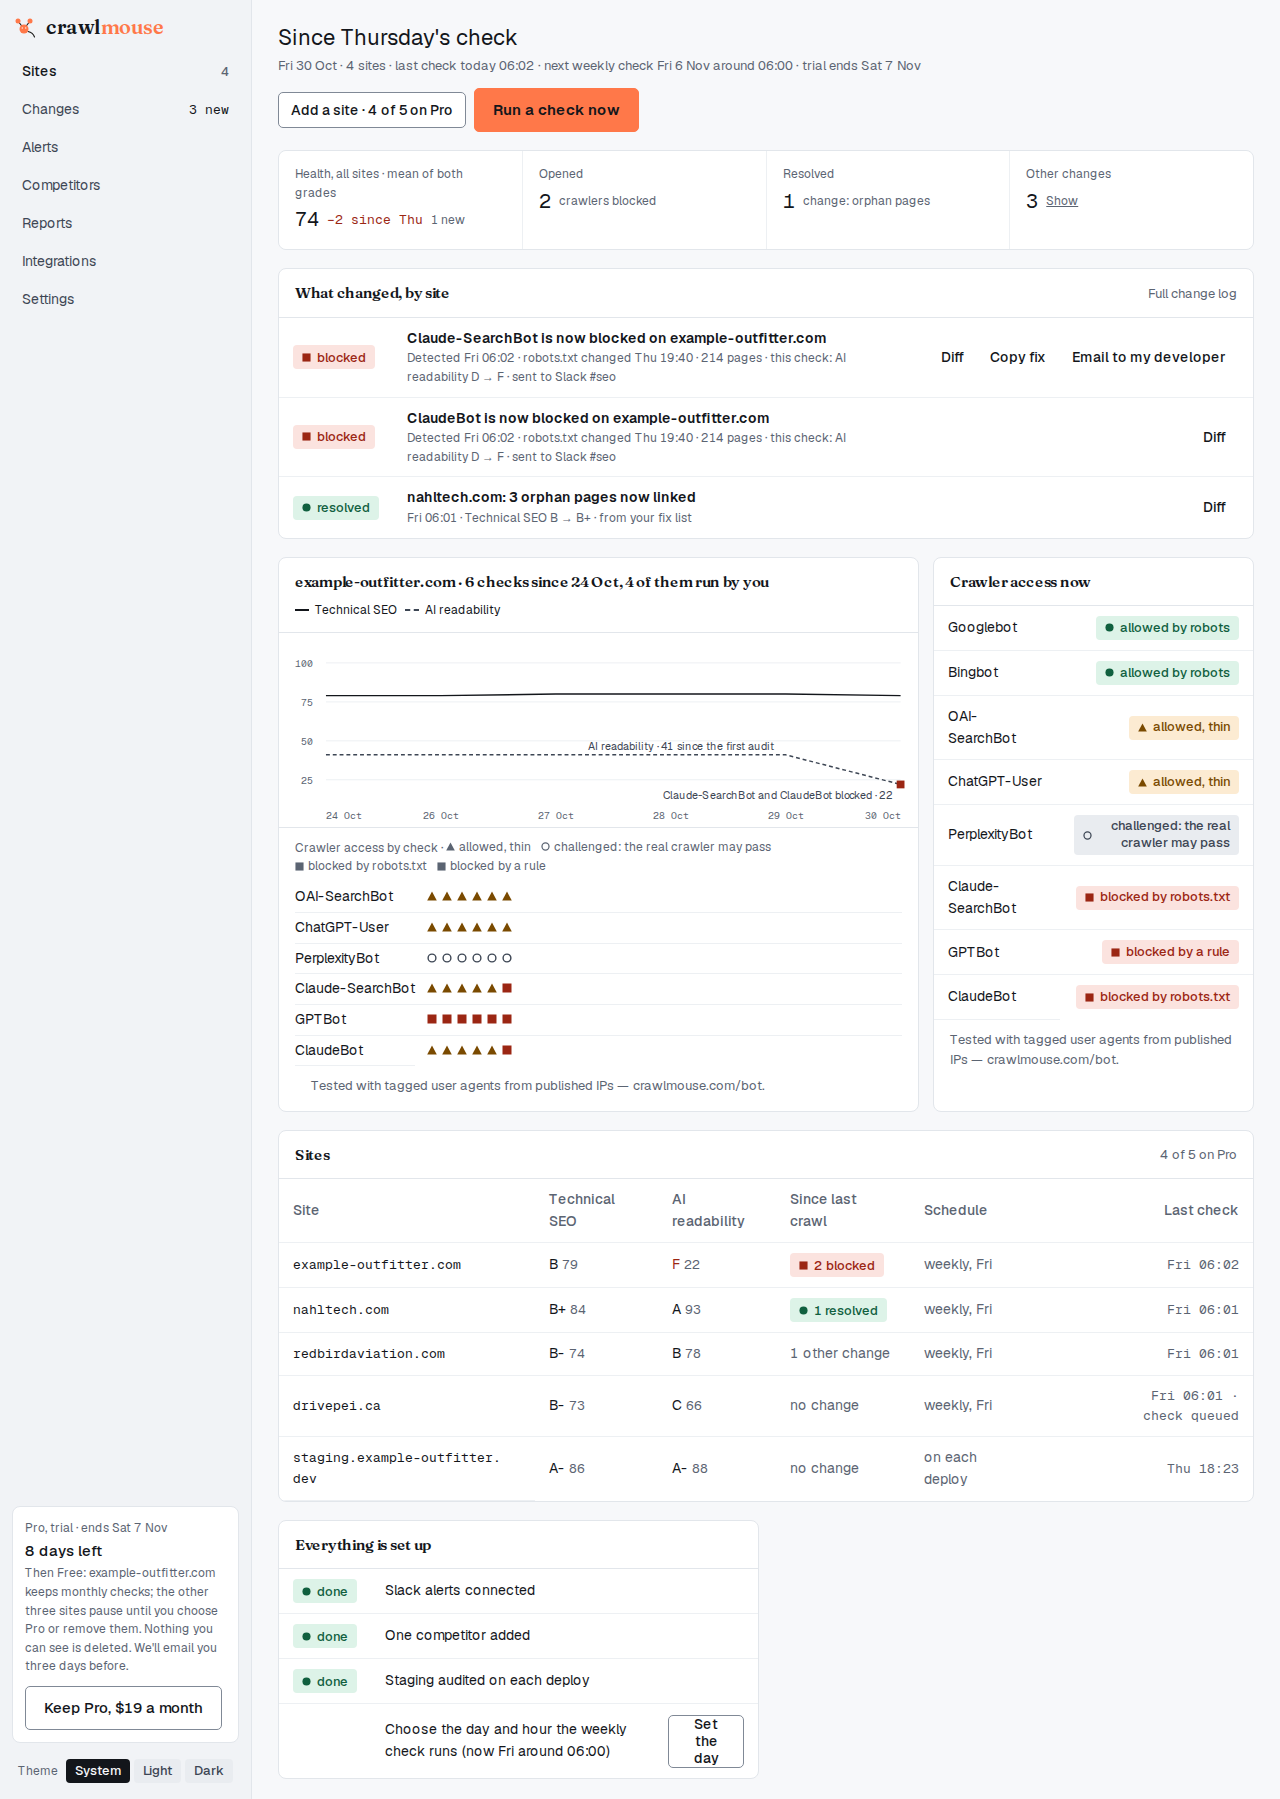 crawlmouse
Sites 4
Changes 3 new
Alerts
Competitors
Reports
Integrations
Settings
Pro, trial · ends Sat 7 Nov
8 days left
Then Free: example-outfitter.com
keeps monthly checks; the other
three sites pause until you choose
Pro or remove them. Nothing you
can see is deleted. We'll email you
three days before.
Keep Pro, $19 a month
Theme System Light Dark
Since Thursday's check
Fri 30 Oct · 4 sites · last check today 06:02 · next weekly check Fri 6 Nov around 06:00 · trial ends Sat 7 Nov
Add a site · 4 of 5 on Pro
Run a check now
Health, all sites · mean of both
grades
74 −2 since Thu 1 new
Opened
2 crawlers blocked
Resolved
1 change: orphan pages
Other changes
3 Show
What changed, by site
Full change log
blocked
Claude-SearchBot is now blocked on example-outfitter.com
Detected Fri 06:02 · robots.txt changed Thu 19:40 · 214 pages · this check: AI
readability D → F · sent to Slack #seo
Diff Copy fix Email to my developer
blocked
ClaudeBot is now blocked on example-outfitter.com
Detected Fri 06:02 · robots.txt changed Thu 19:40 · 214 pages · this check: AI
readability D → F · sent to Slack #seo
Diff
resolved
nahltech.com: 3 orphan pages now linked
Fri 06:01 · Technical SEO B → B+ · from your fix list
Diff
example-outfitter.com · 6 checks since 24 Oct, 4 of them run by you
Technical SEO AI readability
100
75
50
25
AI readability · 41 since the first audit
Claude-SearchBot and ClaudeBot blocked · 22
24 Oct 26 Oct 27 Oct 28 Oct 29 Oct 30 Oct
Crawler access by check · ▲ allowed, thin ○ challenged: the real crawler may pass
■ blocked by robots.txt ■ blocked by a rule
OAI-SearchBot ▲ ▲ ▲ ▲ ▲ ▲
ChatGPT-User ▲ ▲ ▲ ▲ ▲ ▲
PerplexityBot ○ ○ ○ ○ ○ ○
Claude-SearchBot ▲ ▲ ▲ ▲ ▲ ■
GPTBot ■ ■ ■ ■ ■ ■
ClaudeBot ▲ ▲ ▲ ▲ ▲ ■
Tested with tagged user agents from published IPs — crawlmouse.com/bot.
Crawler access now
Googlebot allowed by robots
Bingbot allowed by robots
OAI-
SearchBot allowed, thin
ChatGPT-User allowed, thin
PerplexityBot challenged: the real
crawler may pass
Claude-
SearchBot blocked by robots.txt
GPTBot blocked by a rule
ClaudeBot blocked by robots.txt
Tested with tagged user agents from published
IPs — crawlmouse.com/bot.
Sites
4 of 5 on Pro
Site Technical SEO AI readability Since last crawl Schedule Last check
example-outfitter.com B 79 F 22 2 blocked weekly, Fri Fri 06:02
nahltech.com B+ 84 A 93 1 resolved weekly, Fri Fri 06:01
redbirdaviation.com B- 74 B 78 1 other change weekly, Fri Fri 06:01
drivepei.ca B- 73 C 66 no change weekly, Fri Fri 06:01 ·
check queued
staging.example-outfitter.
dev A- 86 A- 88 no change on each
deploy Thu 18:23
Everything is set up
done Slack alerts connected
done One competitor added
done Staging audited on each deploy
Choose the day and hour the weekly
check runs (now Fri around 06:00)
Set
the
day